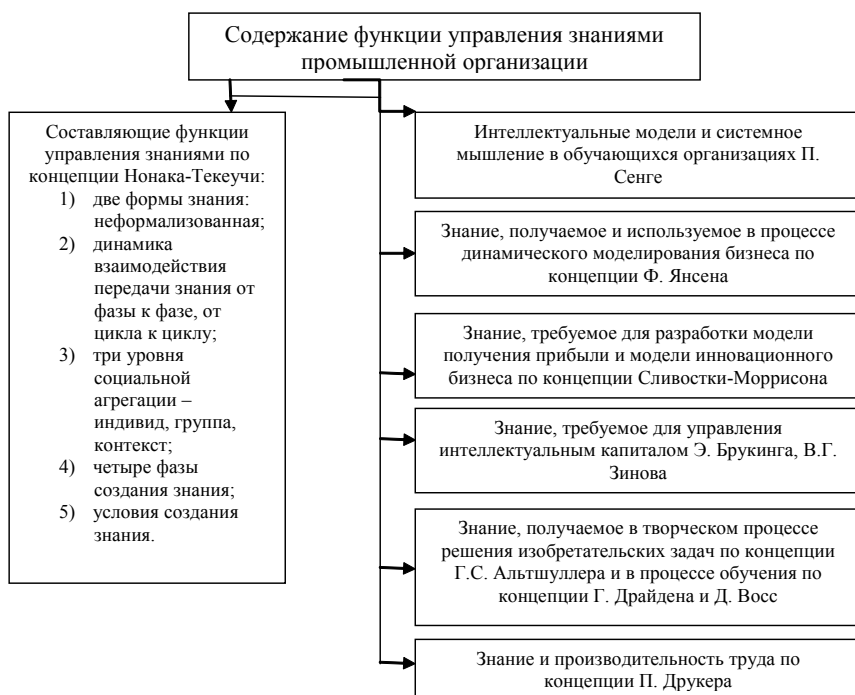 Содержание функции управления знаниями
промышленной организации
Составляющие функции
управления знаниями по
концепции Нонака-Текеучи:
1) две формы знания:
неформализованная;
2) динамика
взаимодействия
передачи знания от
фазы к фазе, от
цикла к циклу;
3) три уровня
социальной
агрегации –
индивид, группа,
контекст;
4) четыре фазы
создания знания;
5) условия создания
знания.
Интеллектуальные модели и системное
мышление в обучающихся организациях П.
Сенге
Знание, получаемое и используемое в процессе
динамического моделирования бизнеса по
концепции Ф. Янсена
Знание, требуемое для разработки модели
получения прибыли и модели инновационного
бизнеса по концепции Сливостки-Моррисона
Знание, требуемое для управления
интеллектуальным капиталом Э. Брукинга, В.Г.
Зинова
Знание, получаемое в творческом процессе
решения изобретательских задач по концепции
Г.С. Альтшуллера и в процессе обучения по
концепции Г. Драйдена и Д. Восс
Знание и производительность труда по
концепции П. Друкера